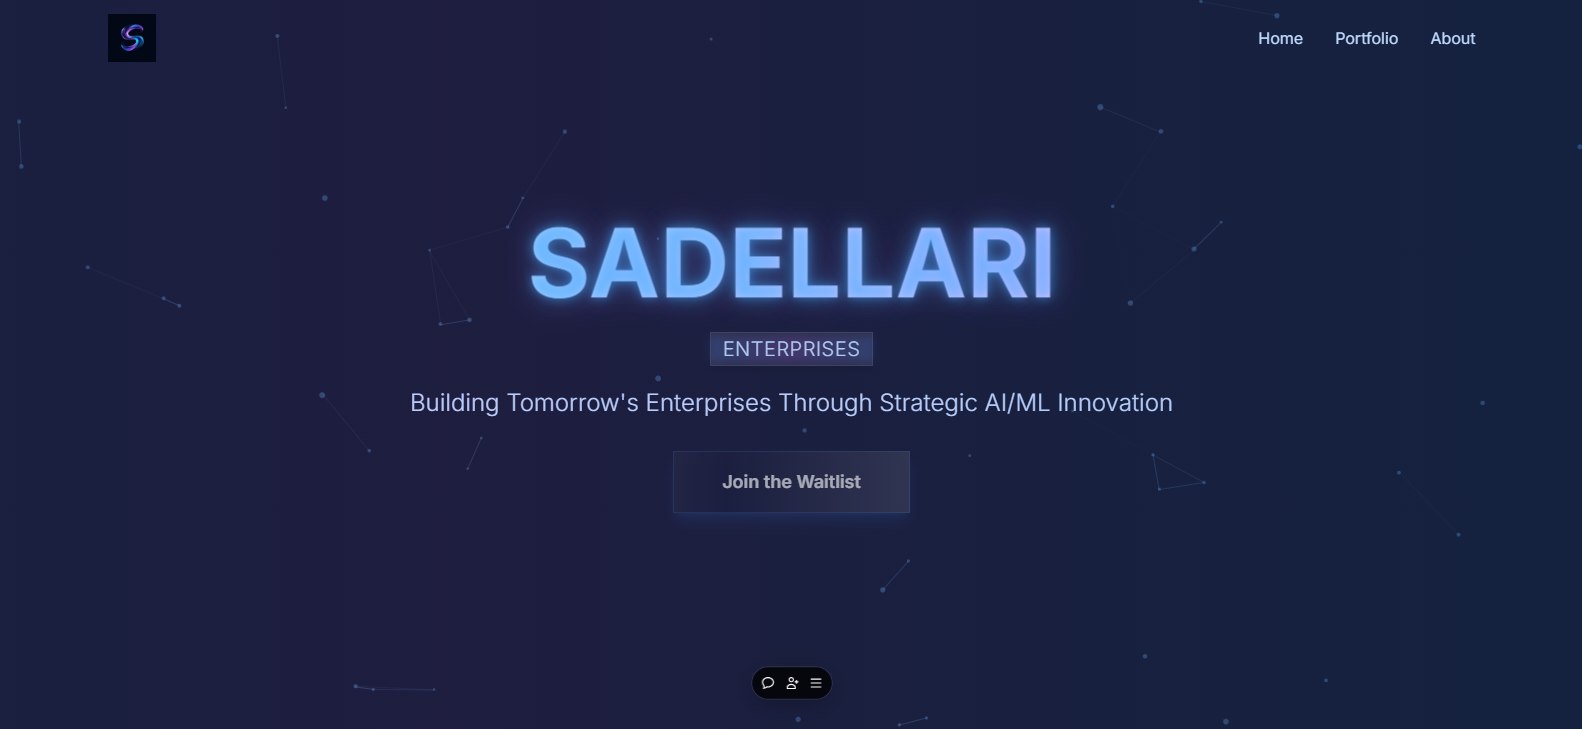 Home Portfolio About
SADELLARI
ENTERPRISES
Building Tomorrow's Enterprises Through Strategic AI/ML Innovation
Join the Waitlist